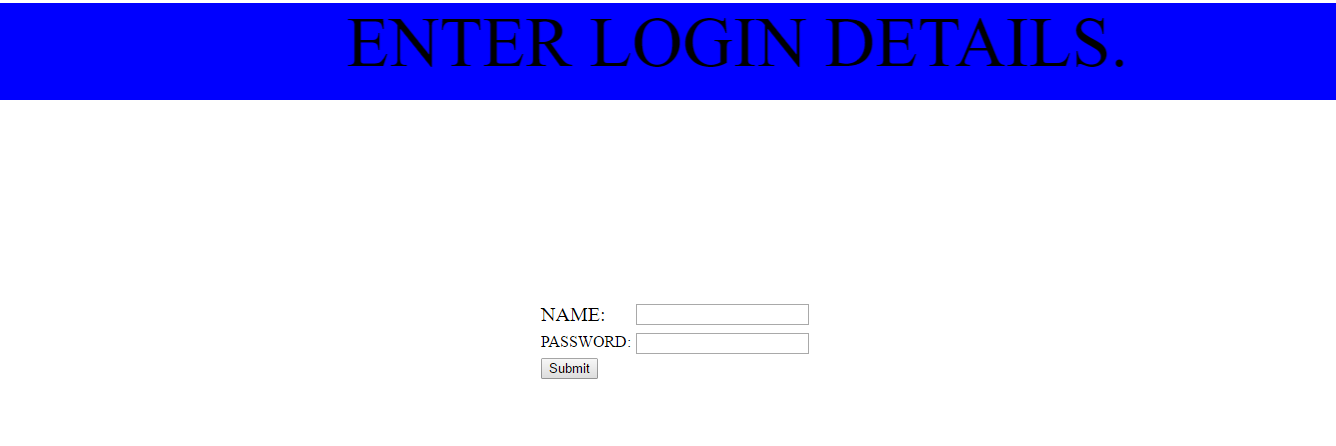 ENTER LOGIN DETAILS.
NAME:
PASSWORD:
Submit